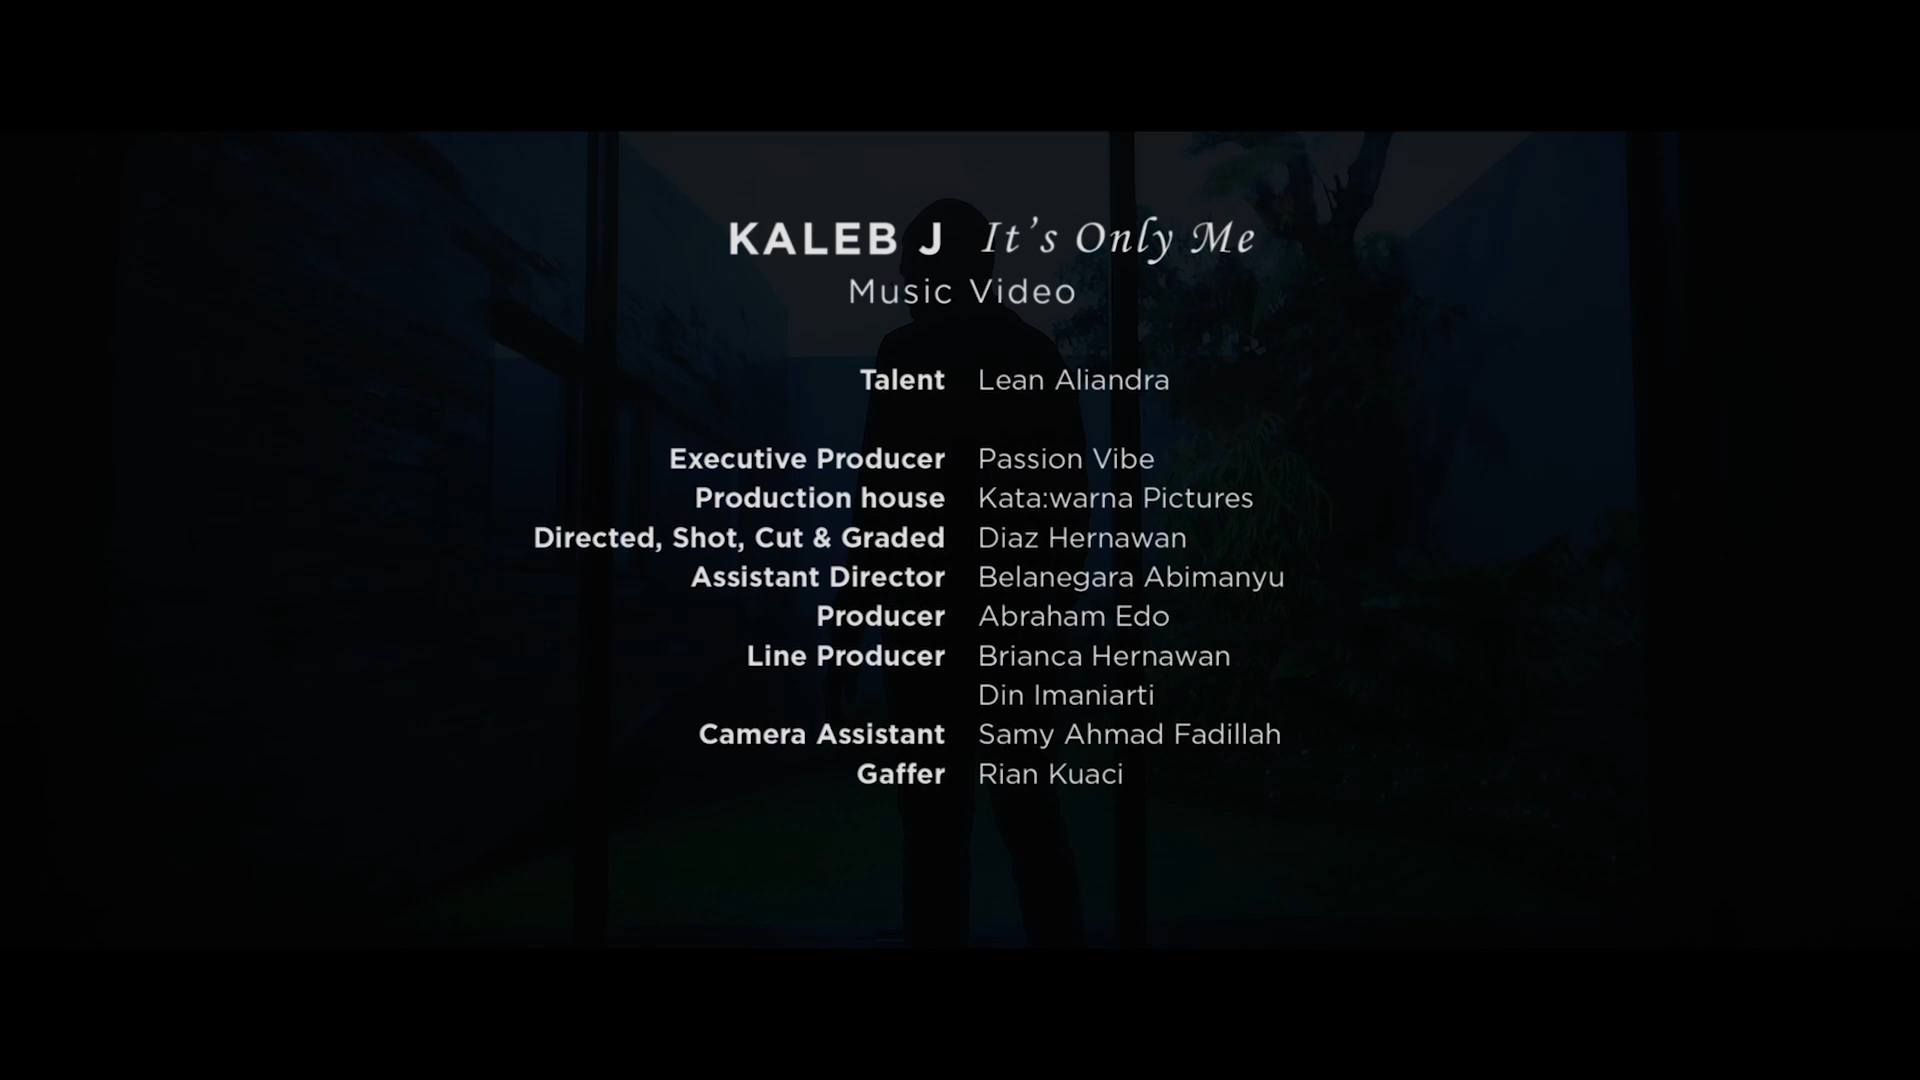 KALEB J It's Only Me
Music Video
Talent Lean Aliandra
Executive Producer Passion Vibe
Production house Kata:warna Pictures
Directed, Shot, Cut & Graded Diaz Hernawan
Assistant Director Belanegara Abimanyu
Producer Abraham Edo
Line Producer Brianca Hernawan
Din Imaniarti
Camera Assistant Samy Ahmad Fadillah
Gaffer Rian Kuaci